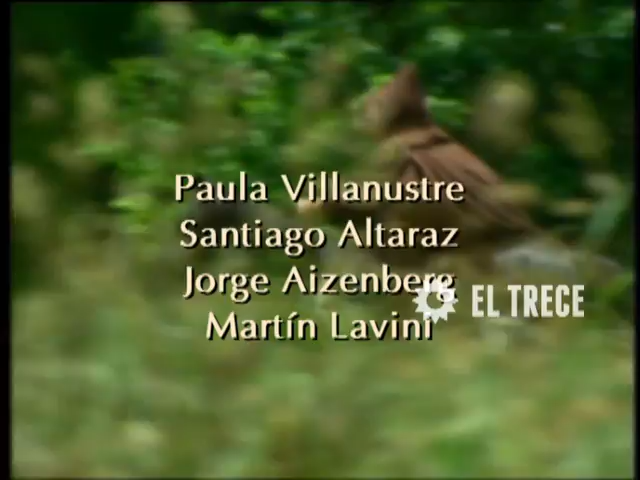 Paula Villanustre
Santiago Altaraz
Jorge Aizenberg
Martín Lavini
EL TRECE